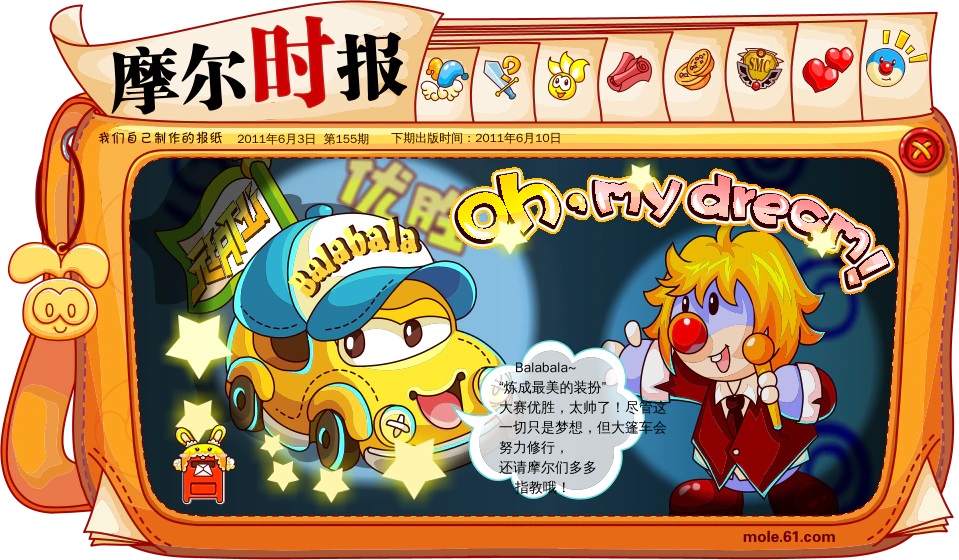 摩尔时报
SMC
我们自己制作的报纸 2011年6月3日 第155期 下期出版时间：2011年6月10日
优胜
oh, my dream!
Balabala
Balabala~
“炼成最美的装扮”
大赛优胜，太帅了！尽管这
一切只是梦想，但大篷车会
努力修行，
还请摩尔们多多
指教哦！
mole.61.com